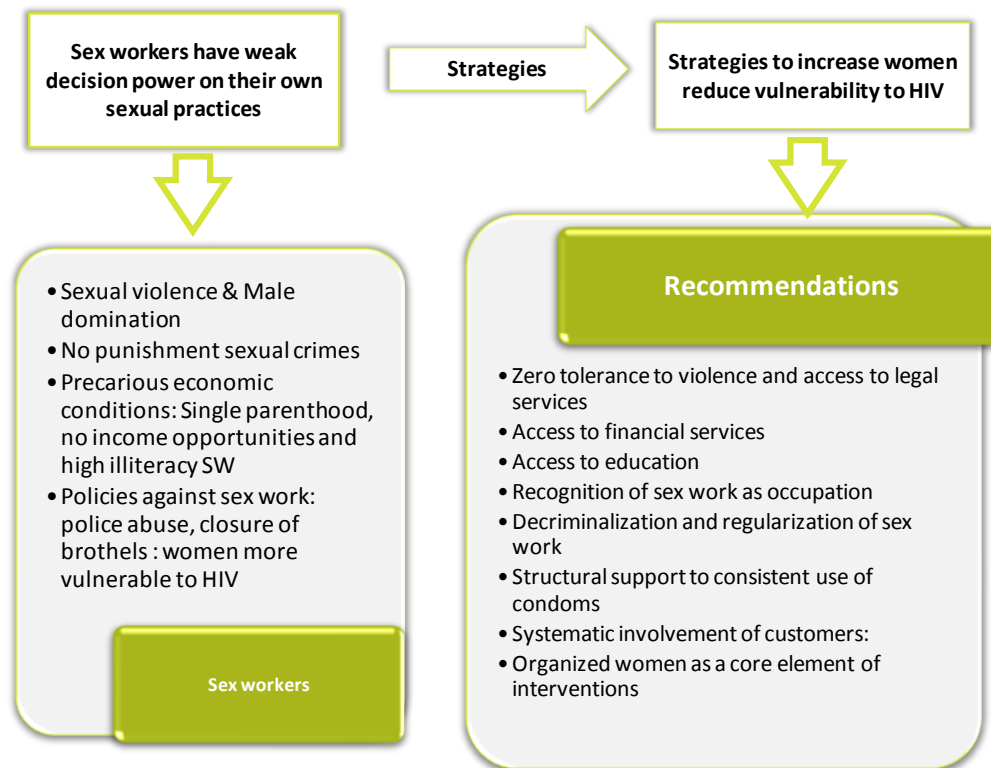 Sex workers have weak
decision power on their own
sexual practices
Strategies
Strategies to increase women
reduce vulnerability to HIV
•Sexual violence & Male
domination
•No punishment sexual crimes
•Precarious economic
conditions: Single parenthood,
no income opportunities and
high illiteracy SW
•Policies against sex work:
police abuse, closure of
brothels : women more
vulnerable to HIV
Sex workers
Recommendations
•Zero tolerance to violence and access to legal
services
•Access to financial services
•Access to education
•Recognition of sex work as occupation
•Decriminalization and regularization of sex
work
•Structural support to consistent use of
condoms
•Systematic involvement of customers:
•Organized women as a core element of
interventions